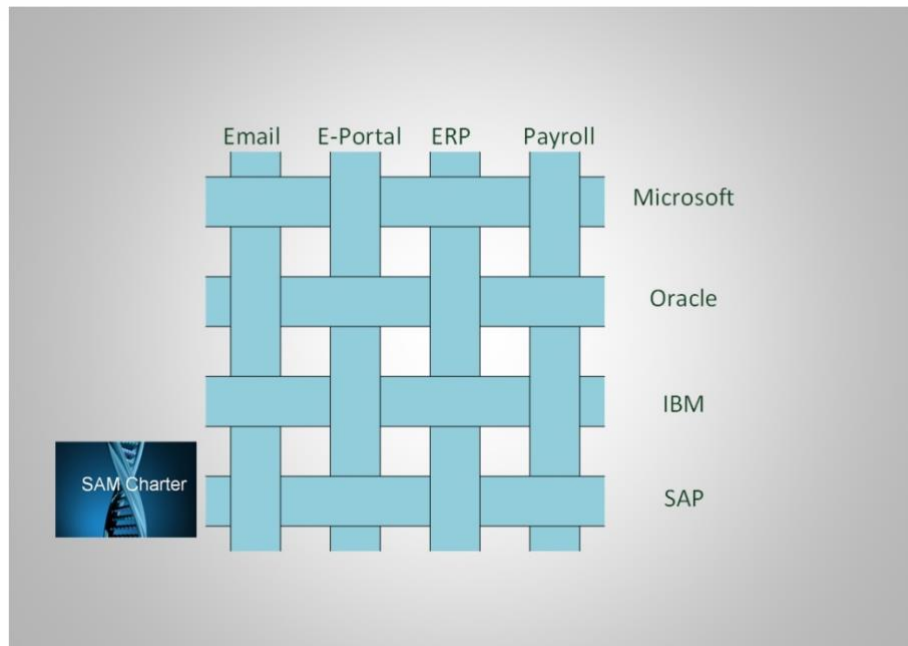 Email E-Portal ERP Payroll
Microsoft
Oracle
IBM
SAM Charter
SAP